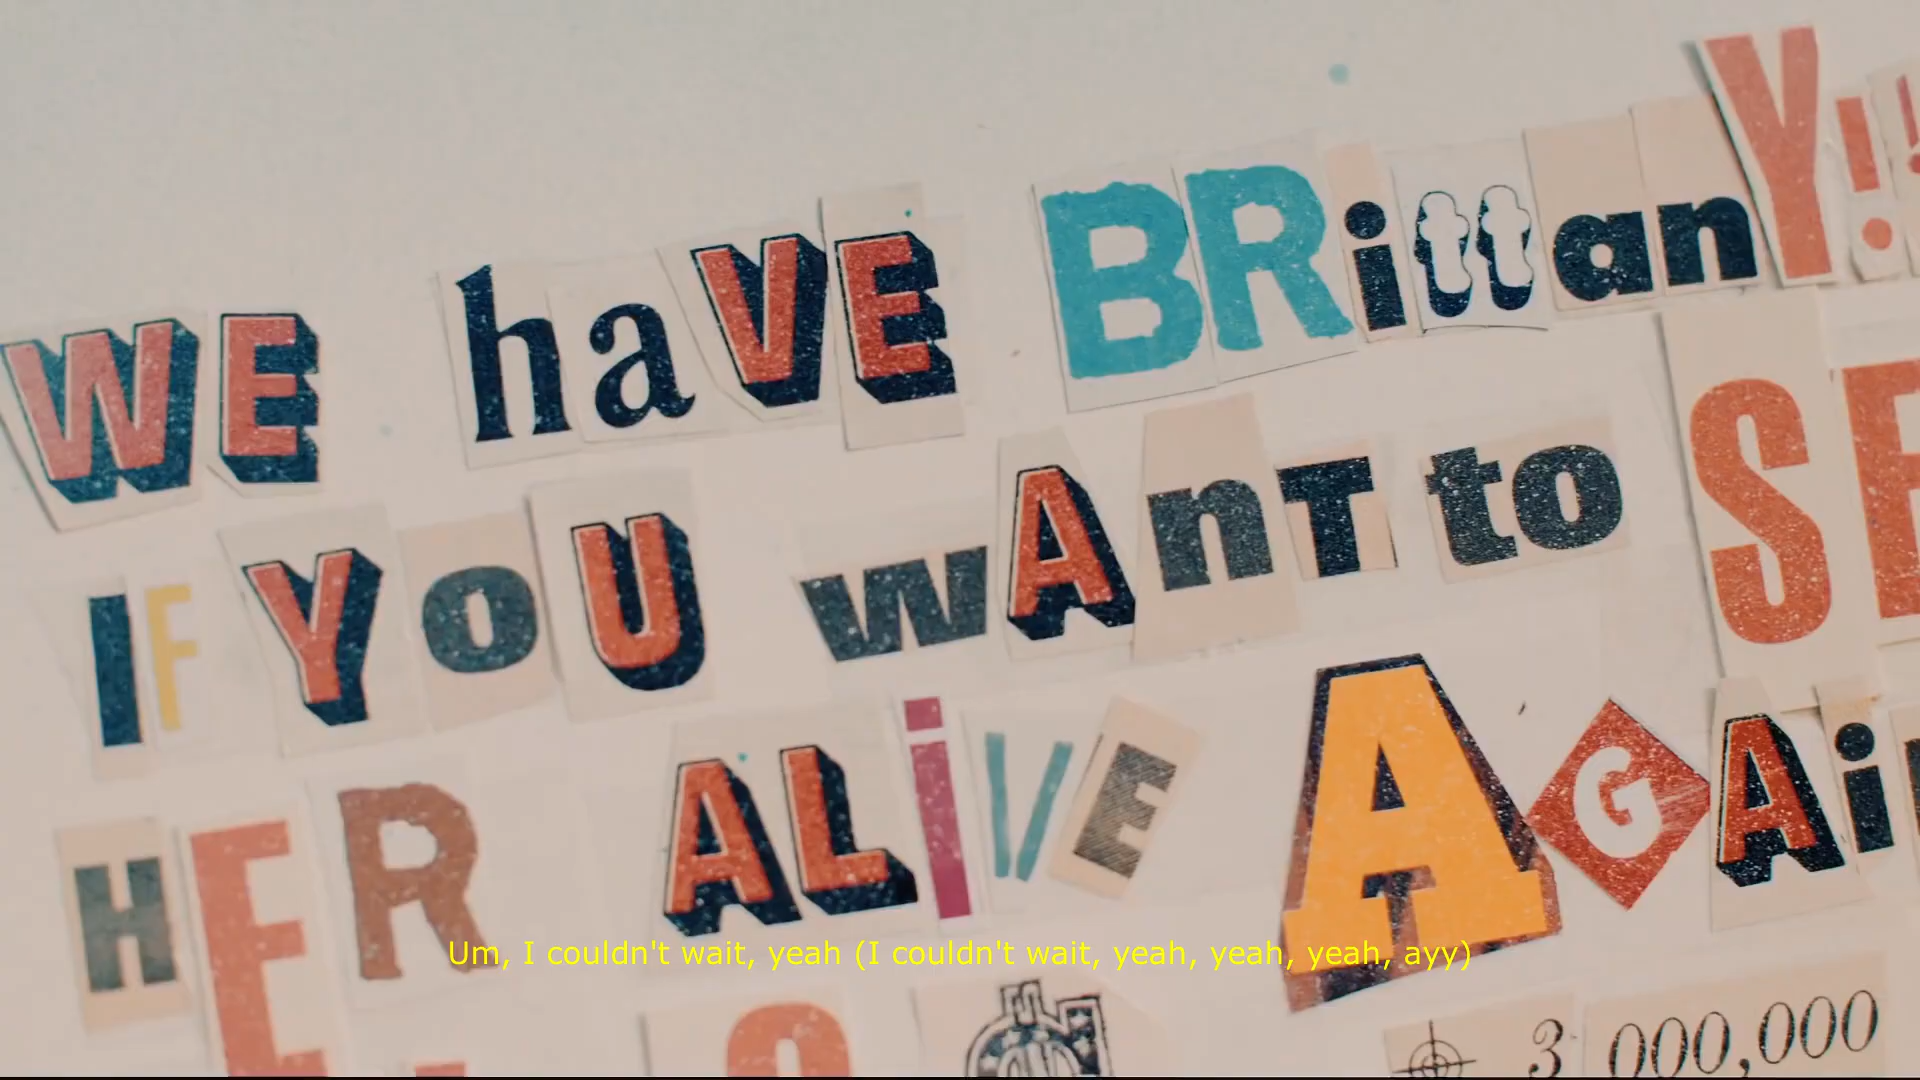 WE haVE BRittanY!!
IF YoU wAnT to SE
HER ALiVE AGAi
3 000,000
Um, I couldn't wait, yeah (I couldn't wait, yeah, yeah, yeah, ayy)